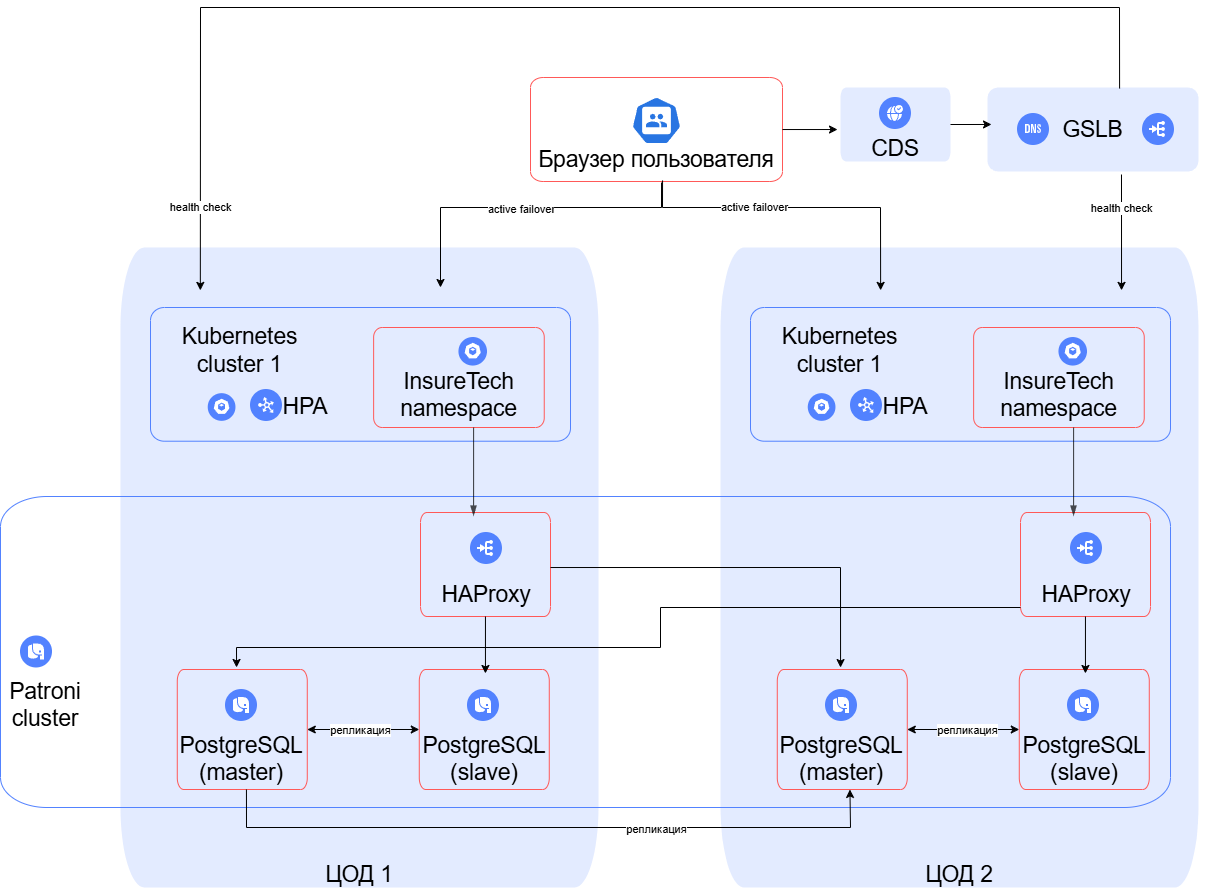 Браузер пользователя
CDS
DNS
GSLB
health check
active failover
active failover
health check
Kubernetes
cluster 1
HPA
InsureTech
namespace
Kubernetes
cluster 1
HPA
InsureTech
namespace
HAProxy
HAProxy
Patroni
cluster
PostgreSQL
(master)
репликация
PostgreSQL
(slave)
PostgreSQL
(master)
репликация
PostgreSQL
(slave)
репликация
ЦОД 1
ЦОД 2